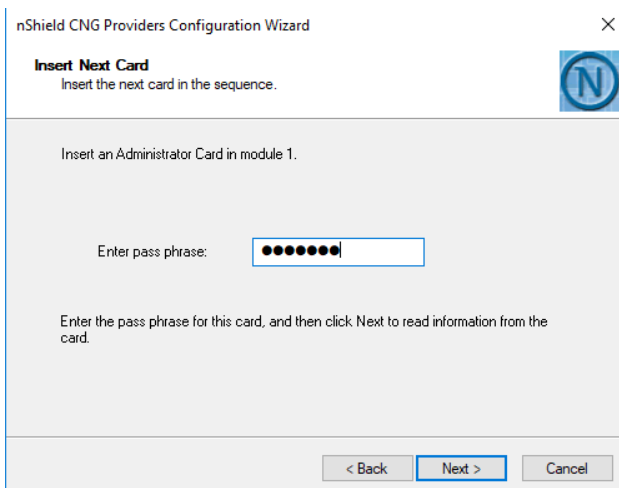 nShield CNG Providers Configuration Wizard
Insert Next Card
Insert the next card in the sequence.
N
Insert an Administrator Card in module 1.
Enter pass phrase: ●●●●●●●
Enter the pass phrase for this card, and then click Next to read information from the
card.
< Back Next > Cancel